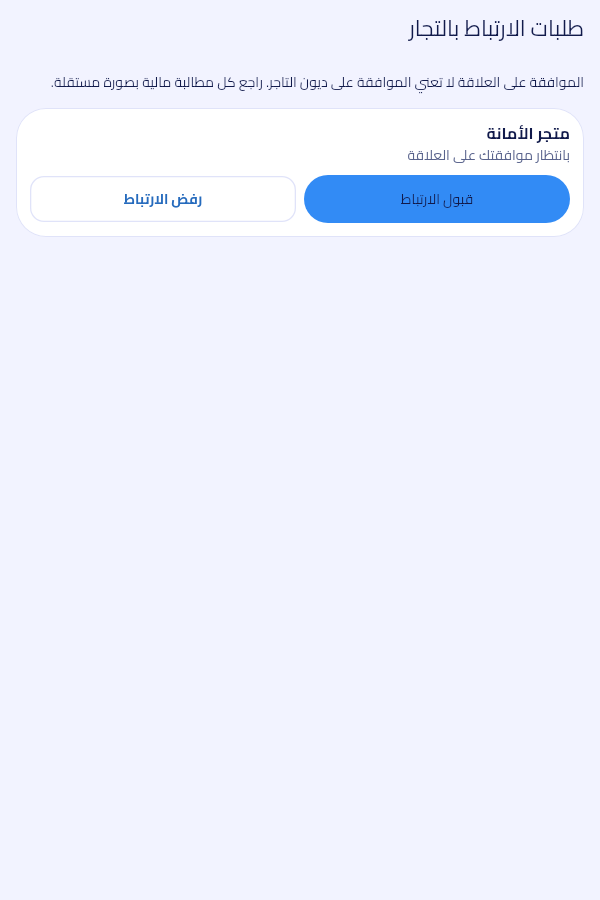 طلبات الارتباط بالتجار
الموافقة على العلاقة لا تعني الموافقة على ديون التاجر. راجع كل مطالبة مالية بصورة مستقلة.
متجر الأمانة
بانتظار موافقتك على العلاقة
قبول الارتباط
رفض الارتباط